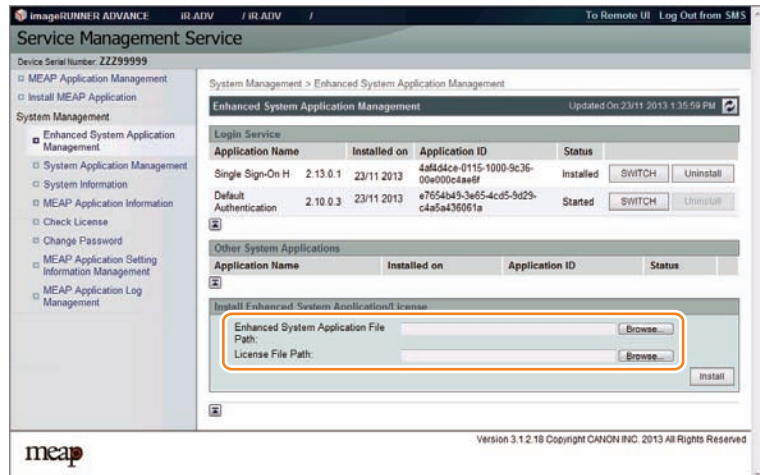 imageRUNNER ADVANCE iR-ADV / iR-ADV / To Remote UI Log Out from SMS
Service Management Service
Device Serial Number: ZZZ99999
MEAP Application Management
Install MEAP Application
System Management
Enhanced System Application
Management
System Application Management
System Information
MEAP Application Information
Check License
Change Password
MEAP Application Setting
Information Management
MEAP Application Log
Management
System Management > Enhanced System Application Management
Enhanced System Application Management Updated On:23/11 2013 1:35:59 PM
Login Service
Application Name Installed on Application ID Status
Single Sign-On H 2.13.0.1 23/11 2013 4af4d4ce-0115-1000-9c36-
00e000c4ae6f Installed SWITCH Uninstall
Default
Authentication 2.10.0.3 23/11 2013 e7654b49-3e65-4cd5-9d29-
c4a5a436061a Started SWITCH Uninstall
Other System Applications
Application Name Installed on Application ID Status
Install Enhanced System Application/License
Enhanced System Application File
Path: Browse...
License File Path: Browse...
Install
Version 3.1.2.18 Copyright CANON INC. 2013 All Rights Reserved
meap